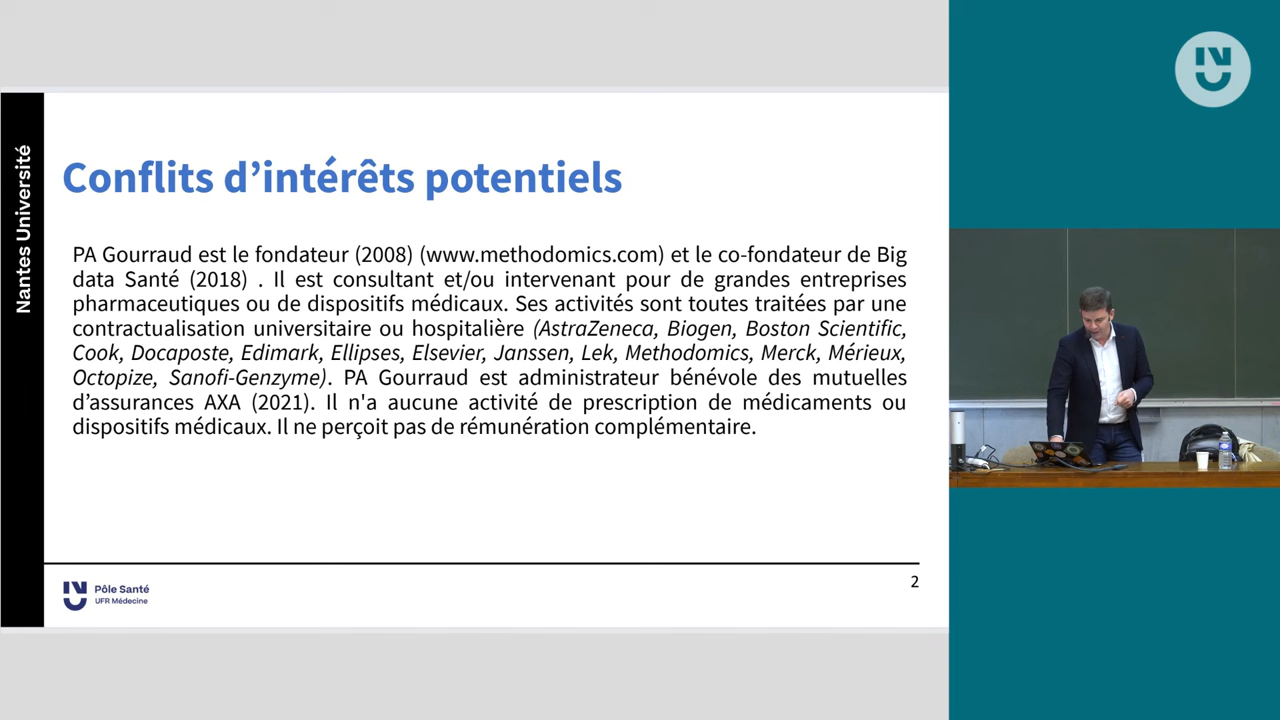 Nantes Université
Conflits d’intérêts potentiels
PA Gourraud est le fondateur (2008) (www.methodomics.com) et le co-fondateur de Big
data Santé (2018) . Il est consultant et/ou intervenant pour de grandes entreprises
pharmaceutiques ou de dispositifs médicaux. Ses activités sont toutes traitées par une
contractualisation universitaire ou hospitalière (AstraZeneca, Biogen, Boston Scientific,
Cook, Docaposte, Edimark, Ellipses, Elsevier, Janssen, Lek, Methodomics, Merck, Mérieux,
Octopize, Sanofi-Genzyme). PA Gourraud est administrateur bénévole des mutuelles
d’assurances AXA (2021). Il n'a aucune activité de prescription de médicaments ou
dispositifs médicaux. Il ne perçoit pas de rémunération complémentaire.
Pôle Santé
UFR Médecine
2